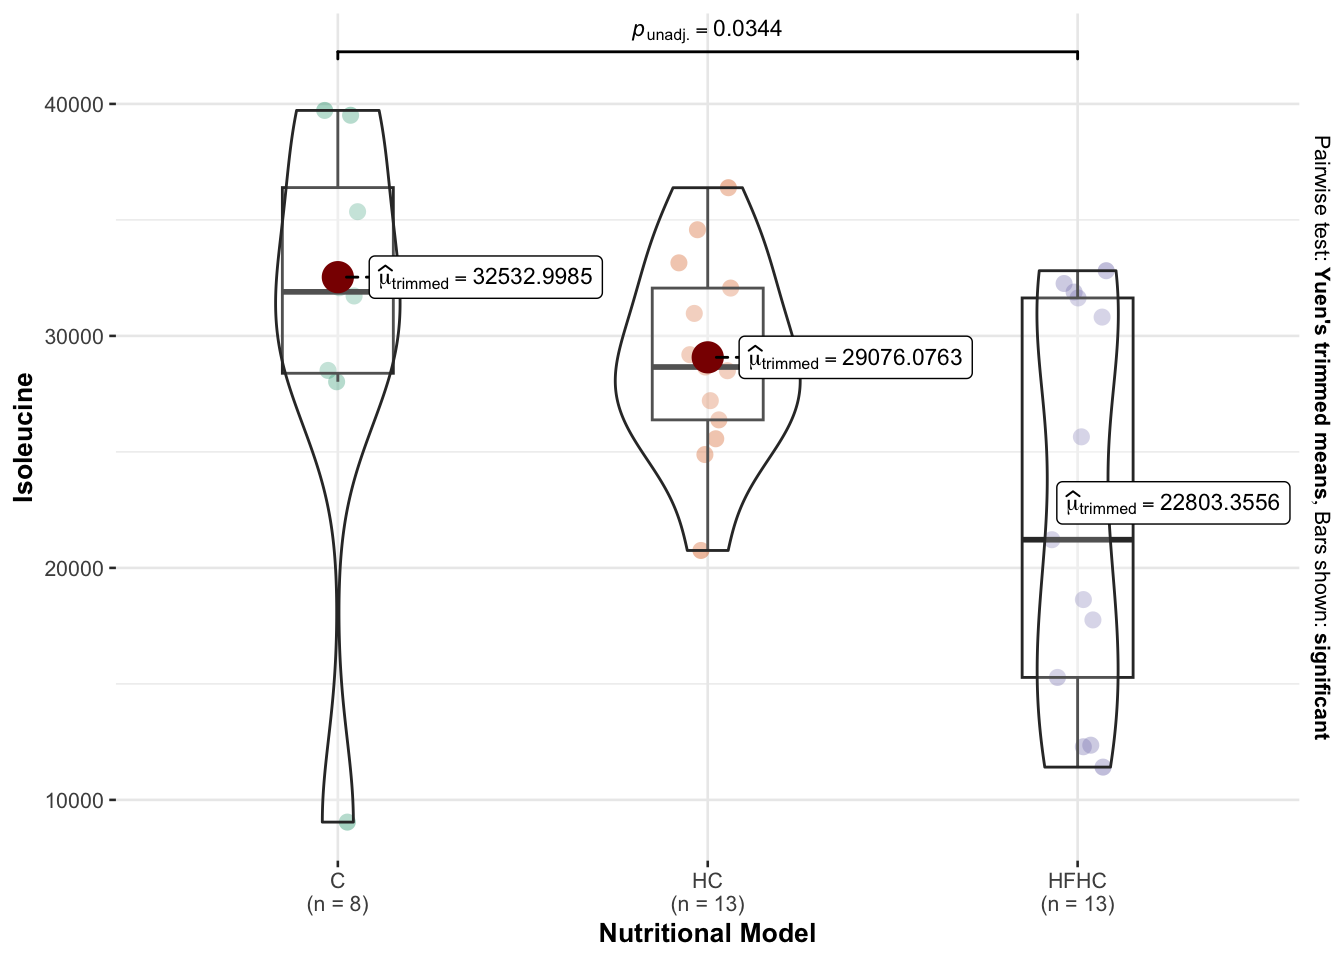 p unadj. = 0.0344
40000
30000
20000
10000
Isoleucine
μ̂ trimmed = 32532.9985
μ̂ trimmed = 29076.0763
μ̂ trimmed = 22803.3556
Pairwise test: Yuen's trimmed means, Bars shown: significant
C
(n = 8)
HC
(n = 13)
HFHC
(n = 13)
Nutritional Model